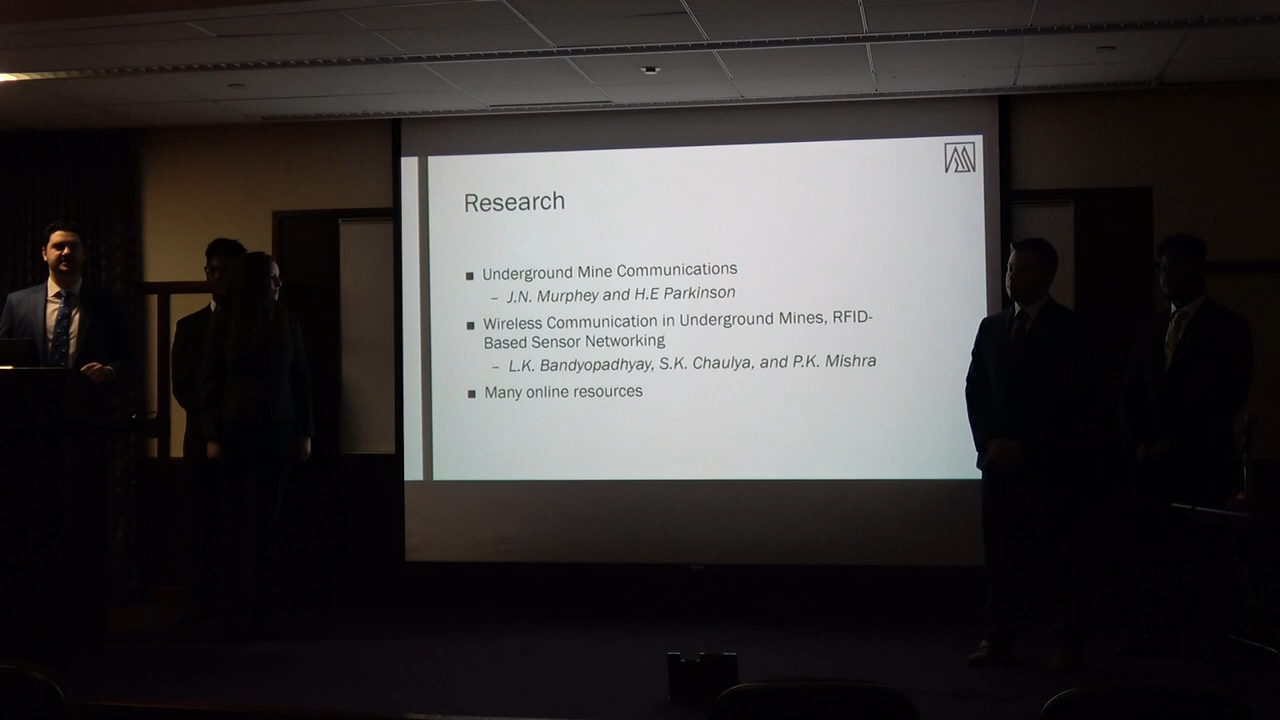 Research
■ Underground Mine Communications
– J.N. Murphey and H.E Parkinson
■ Wireless Communication in Underground Mines, RFID-
Based Sensor Networking
– L.K. Bandyopadhyay, S.K. Chaulya, and P.K. Mishra
■ Many online resources